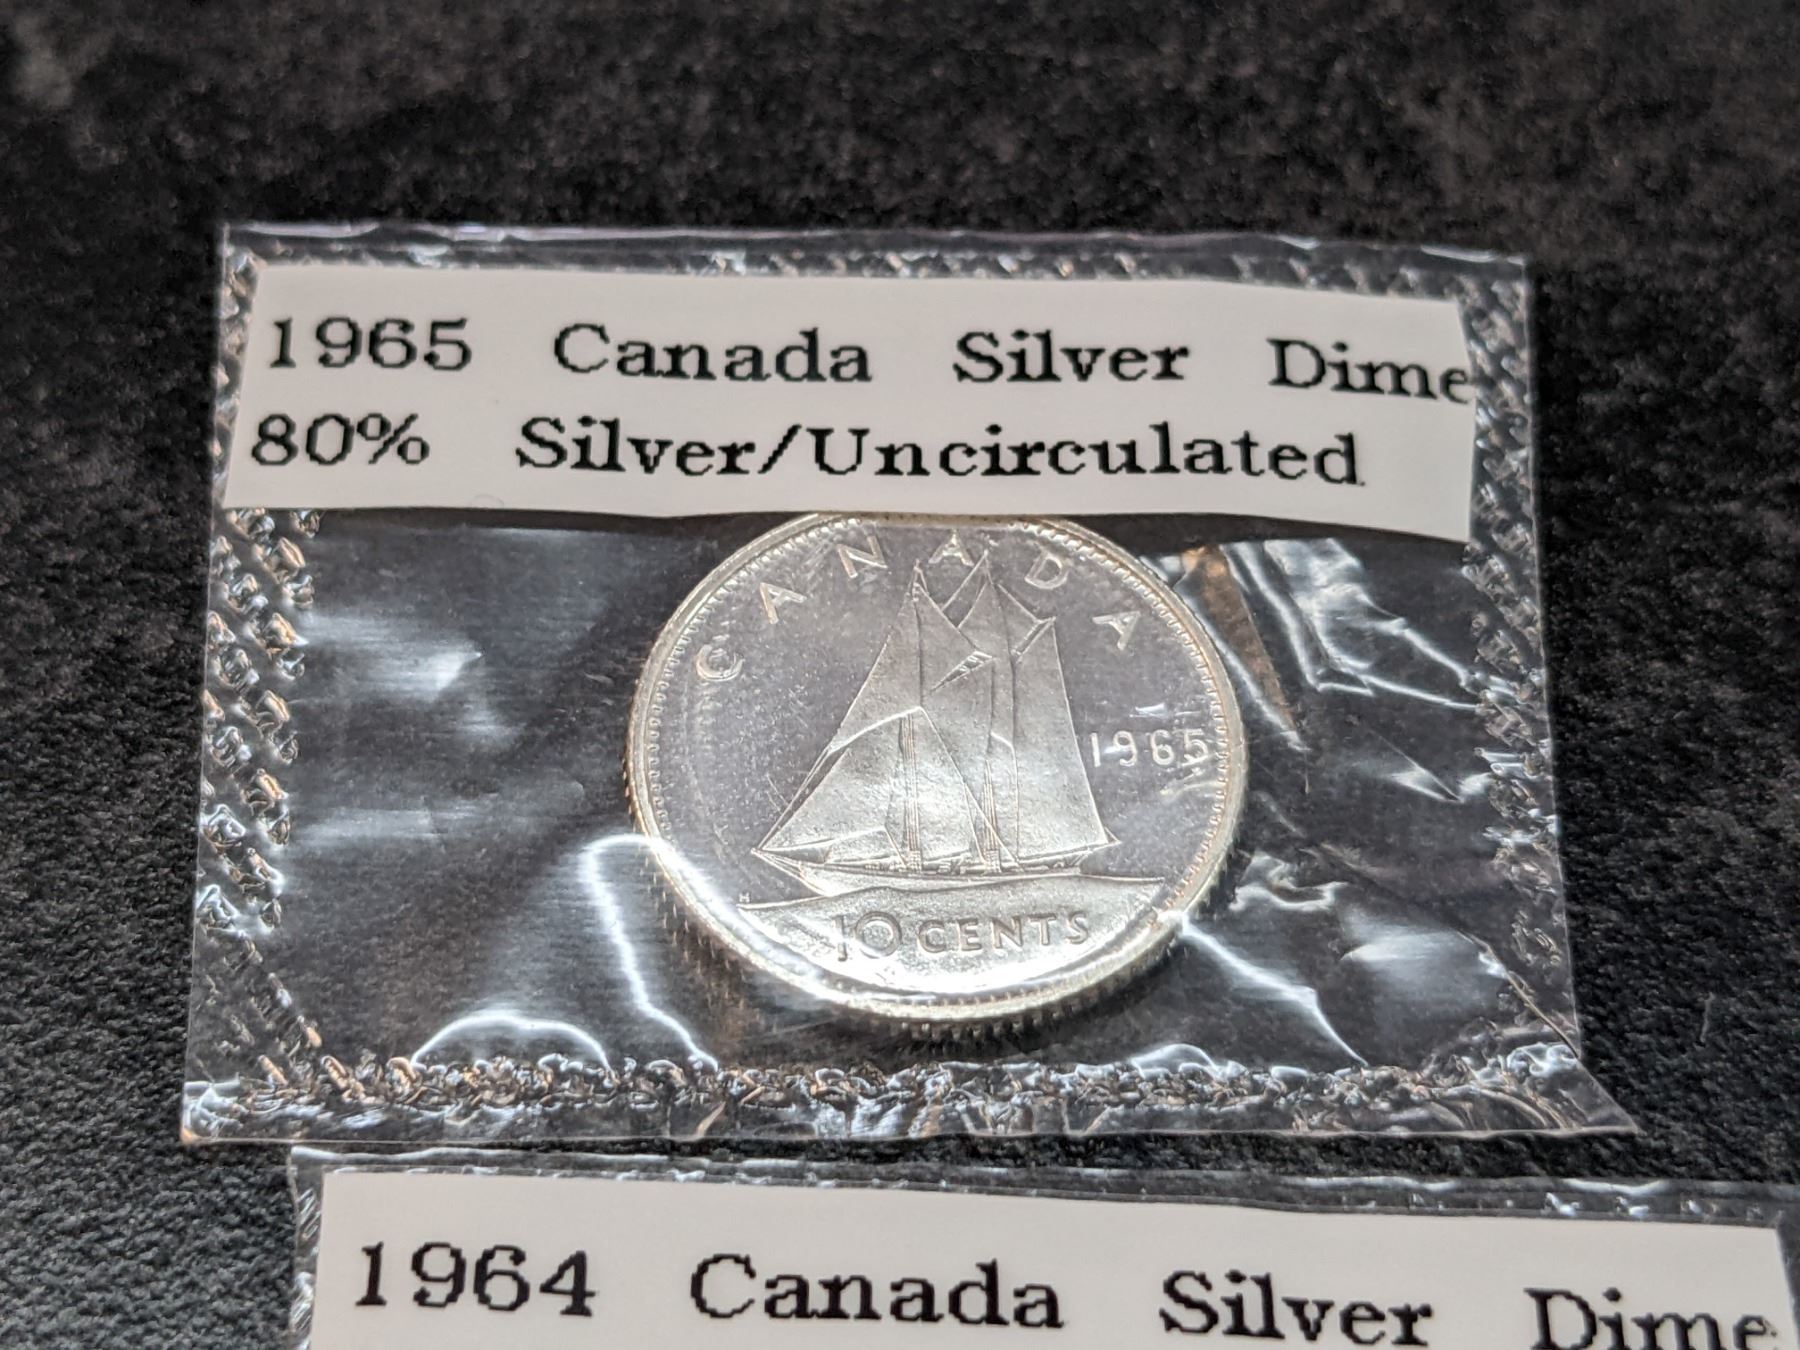 1965 Canada Silver Dime
80% Silver/Uncirculated
CANADA
1965
10 CENTS
1964 Canada Silver Dime